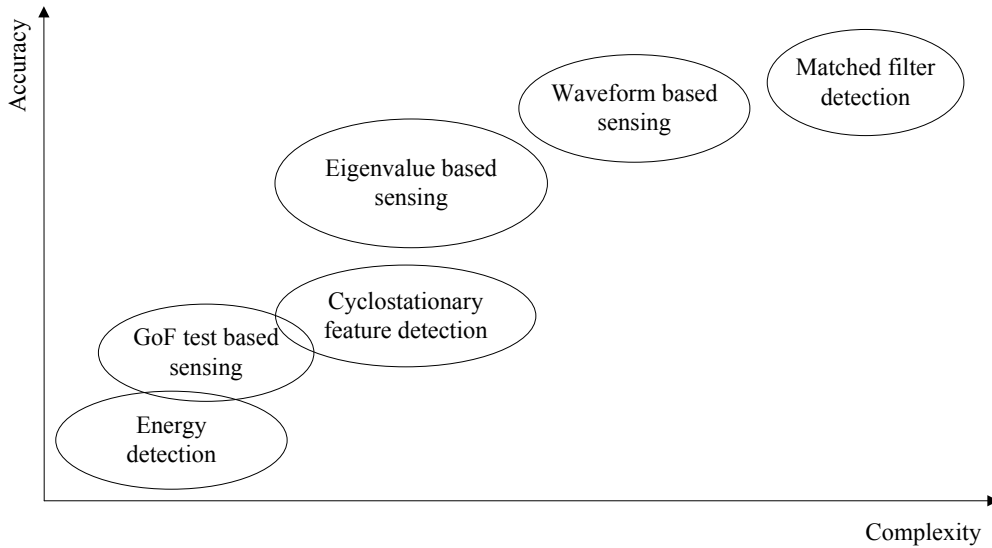 Accuracy
Matched filter
detection
Waveform based
sensing
Eigenvalue based
sensing
Cyclostationary
feature detection
GoF test based
sensing
Energy
detection
Complexity